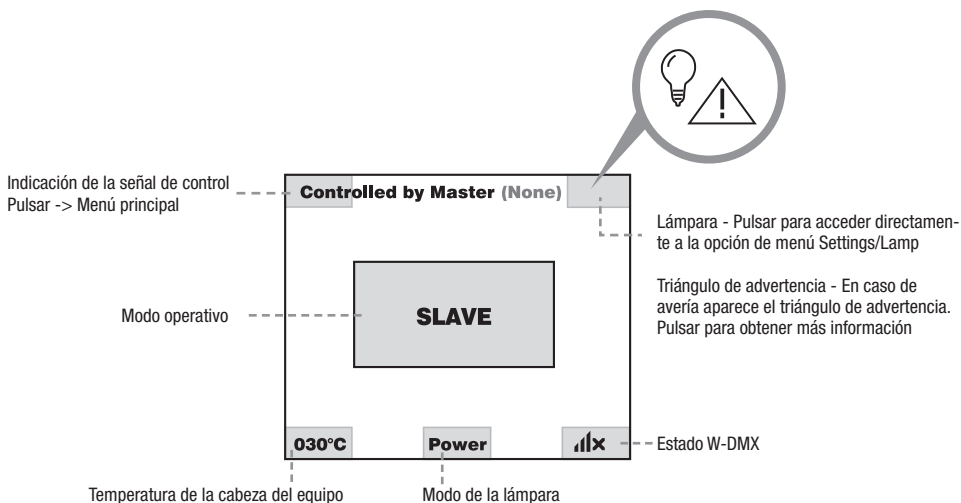 Indicación de la señal de control
Pulsar -> Menú principal
Controlled by Master (None)
Lámpara - Pulsar para acceder directamen-
te a la opción de menú Settings/Lamp
Triángulo de advertencia - En caso de
avería aparece el triángulo de advertencia.
Pulsar para obtener más información
Modo operativo
SLAVE
030°C
Power
Estado W-DMX
Temperatura de la cabeza del equipo
Modo de la lámpara